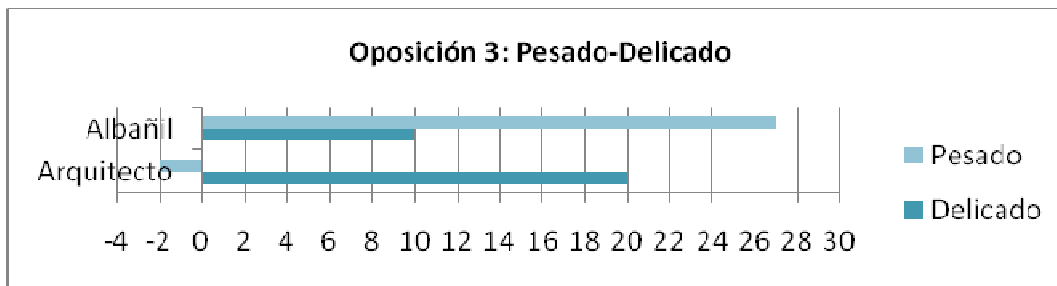 Oposición 3: Pesado-Delicado
Albañil
Arquitecto
-4 -2 0 2 4 6 8 10 12 14 16 18 20 22 24 26 28 30
Pesado
Delicado